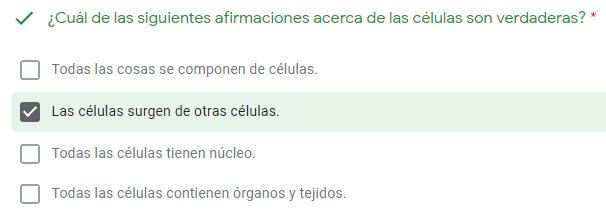 ¿Cuál de las siguientes afirmaciones acerca de las células son verdaderas? *
Todas las cosas se componen de células.
Las células surgen de otras células.
Todas las células tienen núcleo.
Todas las células contienen órganos y tejidos.